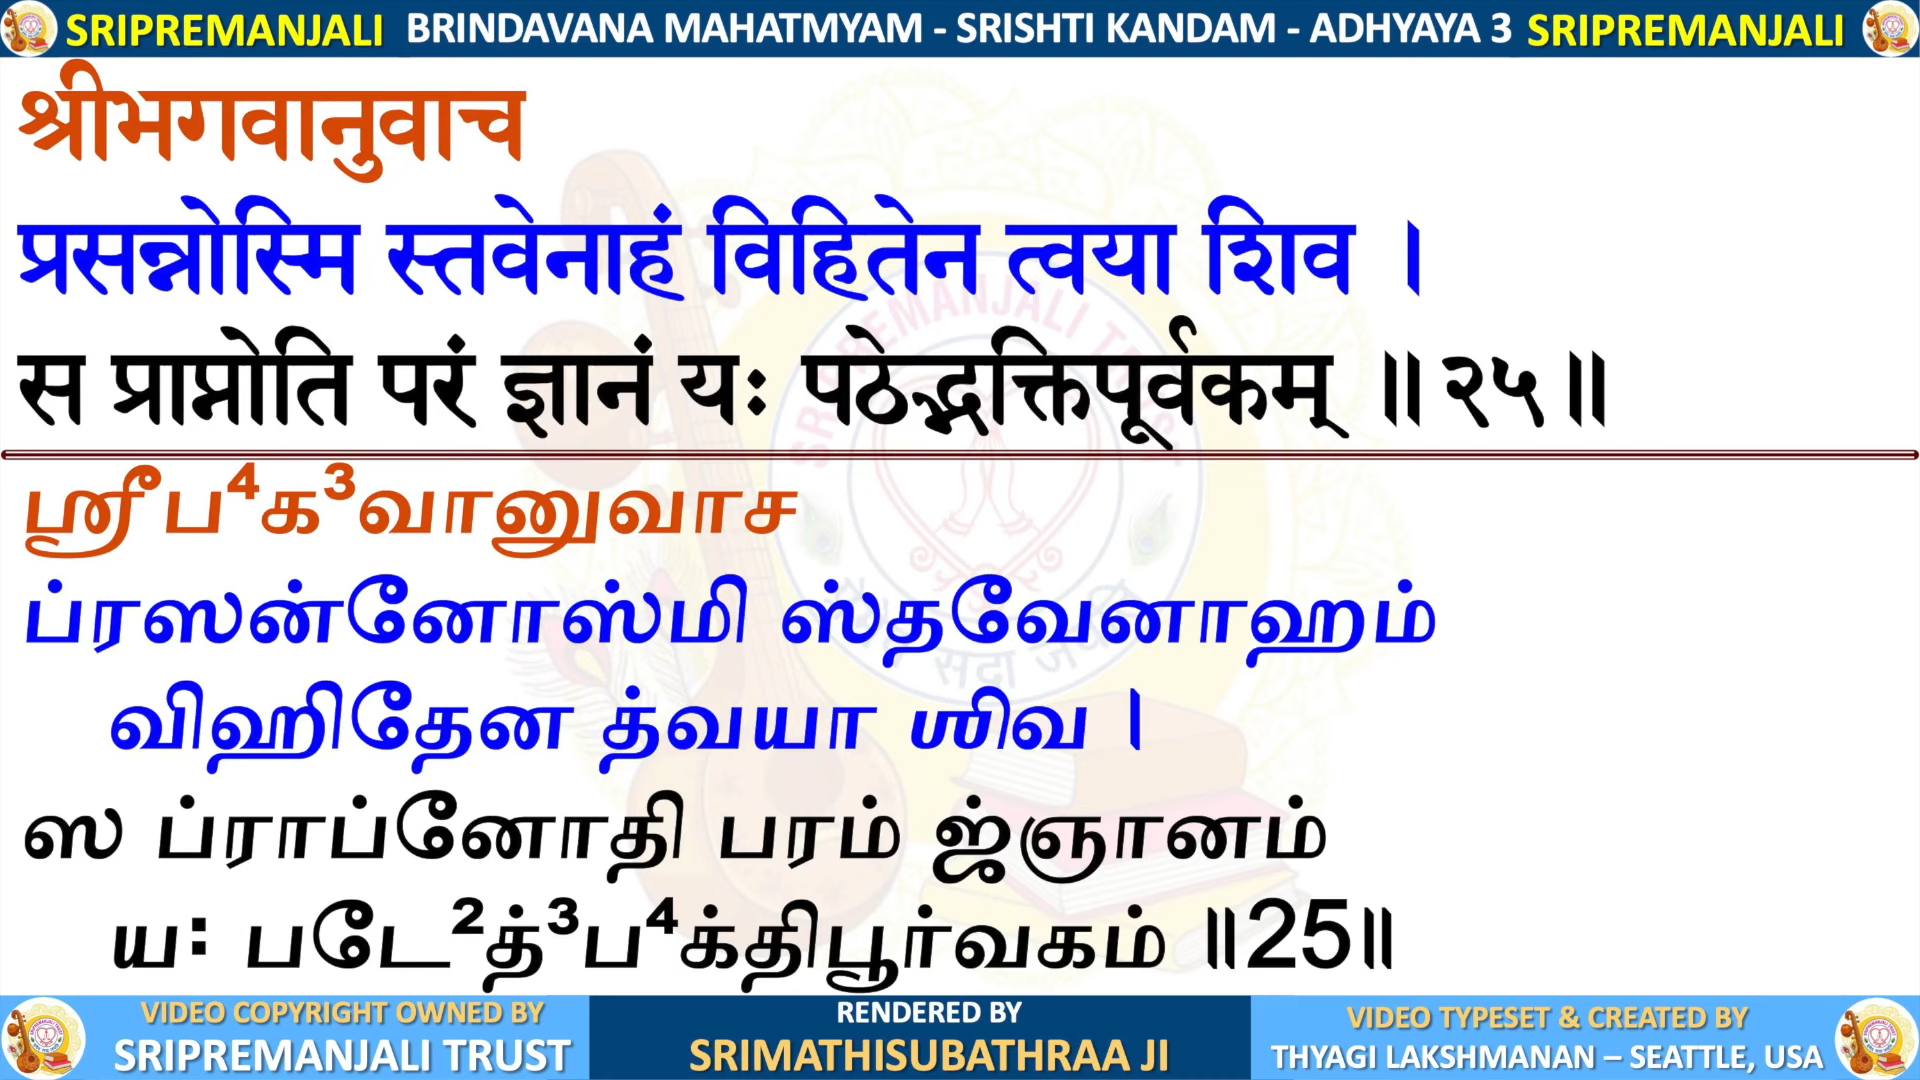 SRIPREMANJALI BRINDAVANA MAHATMYAM - SRISHTI KANDAM - ADHYAYA 3 SRIPREMANJALI
श्रीभगवानुवाच
प्रसन्नोस्मि स्तवेनाहं विहितेन त्वया शिव ।
स प्राप्नोति परं ज्ञानं यः पठेद्भक्तिपूर्वकम् ॥२५॥
ஶ்ரீப⁴க³வானுவாச
ப்ரஸன்னோஸ்மி ஸ்தவேனாஹம்
விஹிதேன த்வயா ஶிவ ।
ஸ ப்ராப்னோதி பரம் ஜ்ஞானம்
ய꞉ படே²த்³ப⁴க்திபூர்வகம் ॥25॥
VIDEO COPYRIGHT OWNED BY RENDERED BY VIDEO TYPESET & CREATED BY
SRIPREMANJALI TRUST SRIMATHISUBATHRAA JI THYAGI LAKSHMANAN – SEATTLE, USA